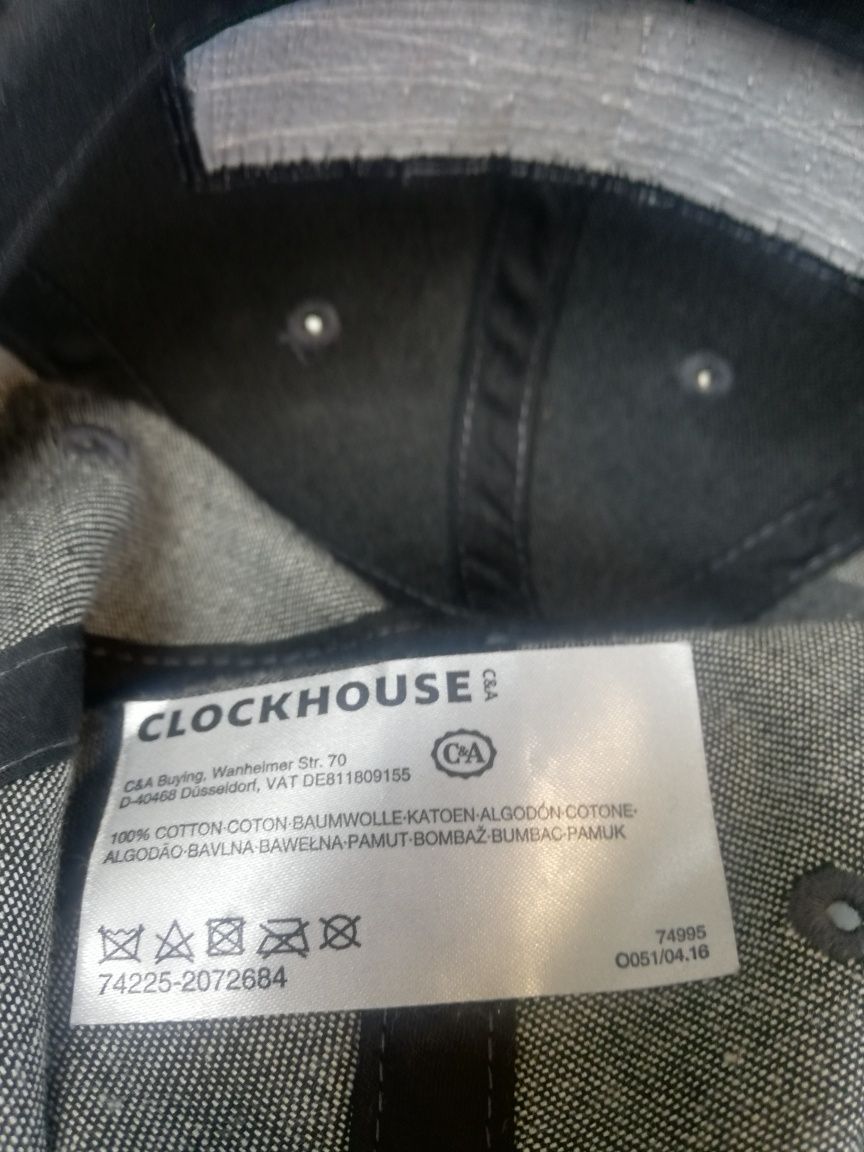 CLOCKHOUSE C&A
C&A Buying, Wanheimer Str. 70
D-40468 Düsseldorf, VAT DE811809155
C&A
100% COTTON·COTON·BAUMWOLLE·KATOEN·ALGODÓN·COTONE·
ALGODÃO·BAVLNA·BAWEŁNA·PAMUT·BOMBAŽ·BUMBAC·PAMUK
74225-2072684
74995
O051/04.16